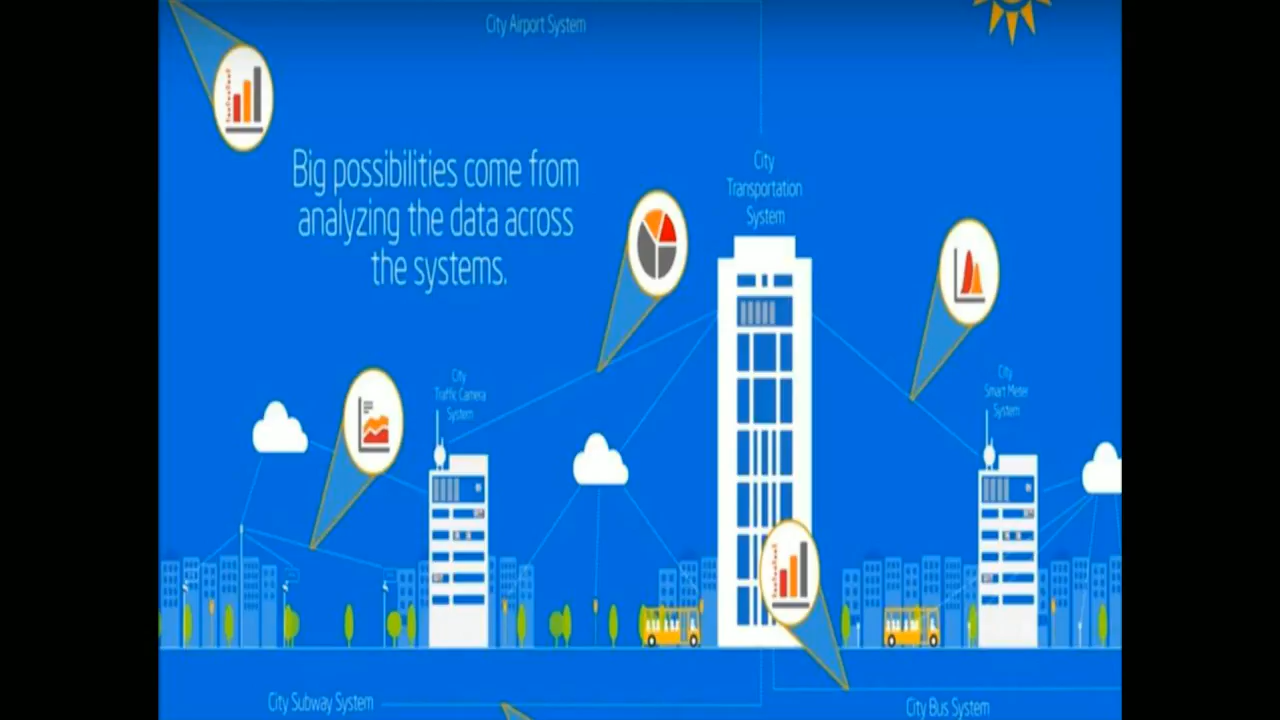 City Airport System
Big possibilities come from
analyzing the data across
the systems.
City
Transportation
System
City
Traffic Camera
System
City
Smart Meter
System
City Subway System
City Bus System